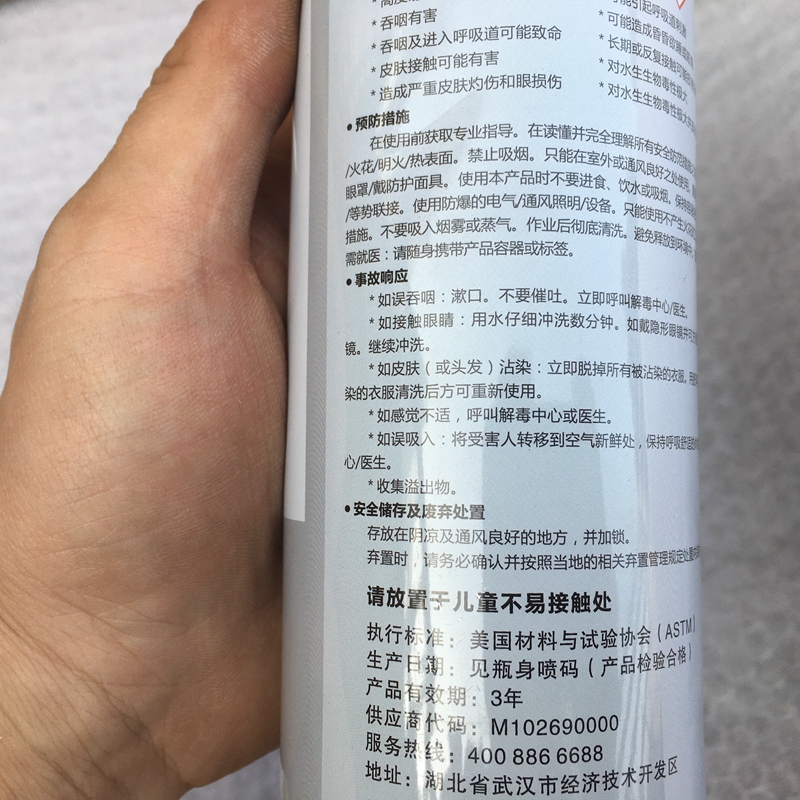 * 吞咽有害
* 可能引起呼吸道刺激
* 吞咽及进入呼吸道可能致命
* 可能造成昏昏欲睡
* 皮肤接触可能有害
* 长期或反复接触可能
* 造成严重皮肤灼伤和眼损伤
* 对水生生物毒性极大
* 对水生生物毒性极大
• 预防措施
在使用前获取专业指导。在读懂并完全理解所有安全防范措施
/火花/明火/热表面。禁止吸烟。只能在室外或通风良好之处使用。
眼罩/戴防护面具。使用本产品时不要进食、饮水或吸烟。保持
/等势联接。使用防爆的电气/通风照明/设备。只能使用不产生火花
措施。不要吸入烟雾或蒸气。作业后彻底清洗。避免释放到环境中。
需就医：请随身携带产品容器或标签。
• 事故响应
* 如误吞咽：漱口。不要催吐。立即呼叫解毒中心/医生。
* 如接触眼睛：用水仔细冲洗数分钟。如戴隐形眼镜并可
镜。继续冲洗。
* 如皮肤（或头发）沾染：立即脱掉所有被沾染的衣服，
染的衣服清洗后方可重新使用。
* 如感觉不适，呼叫解毒中心或医生。
* 如误吸入：将受害人转移到空气新鲜处，保持呼吸舒适的
心/医生。
* 收集溢出物。
• 安全储存及废弃处置
存放在阴凉及通风良好的地方，并加锁。
弃置时，请务必确认并按照当地的相关弃置管理规定处置
请放置于儿童不易接触处
执行标准：美国材料与试验协会（ASTM）
生产日期：见瓶身喷码（产品检验合格）
产品有效期：3年
供应商代码：M102690000
服务热线：400 886 6688
地址：湖北省武汉市经济技术开发区